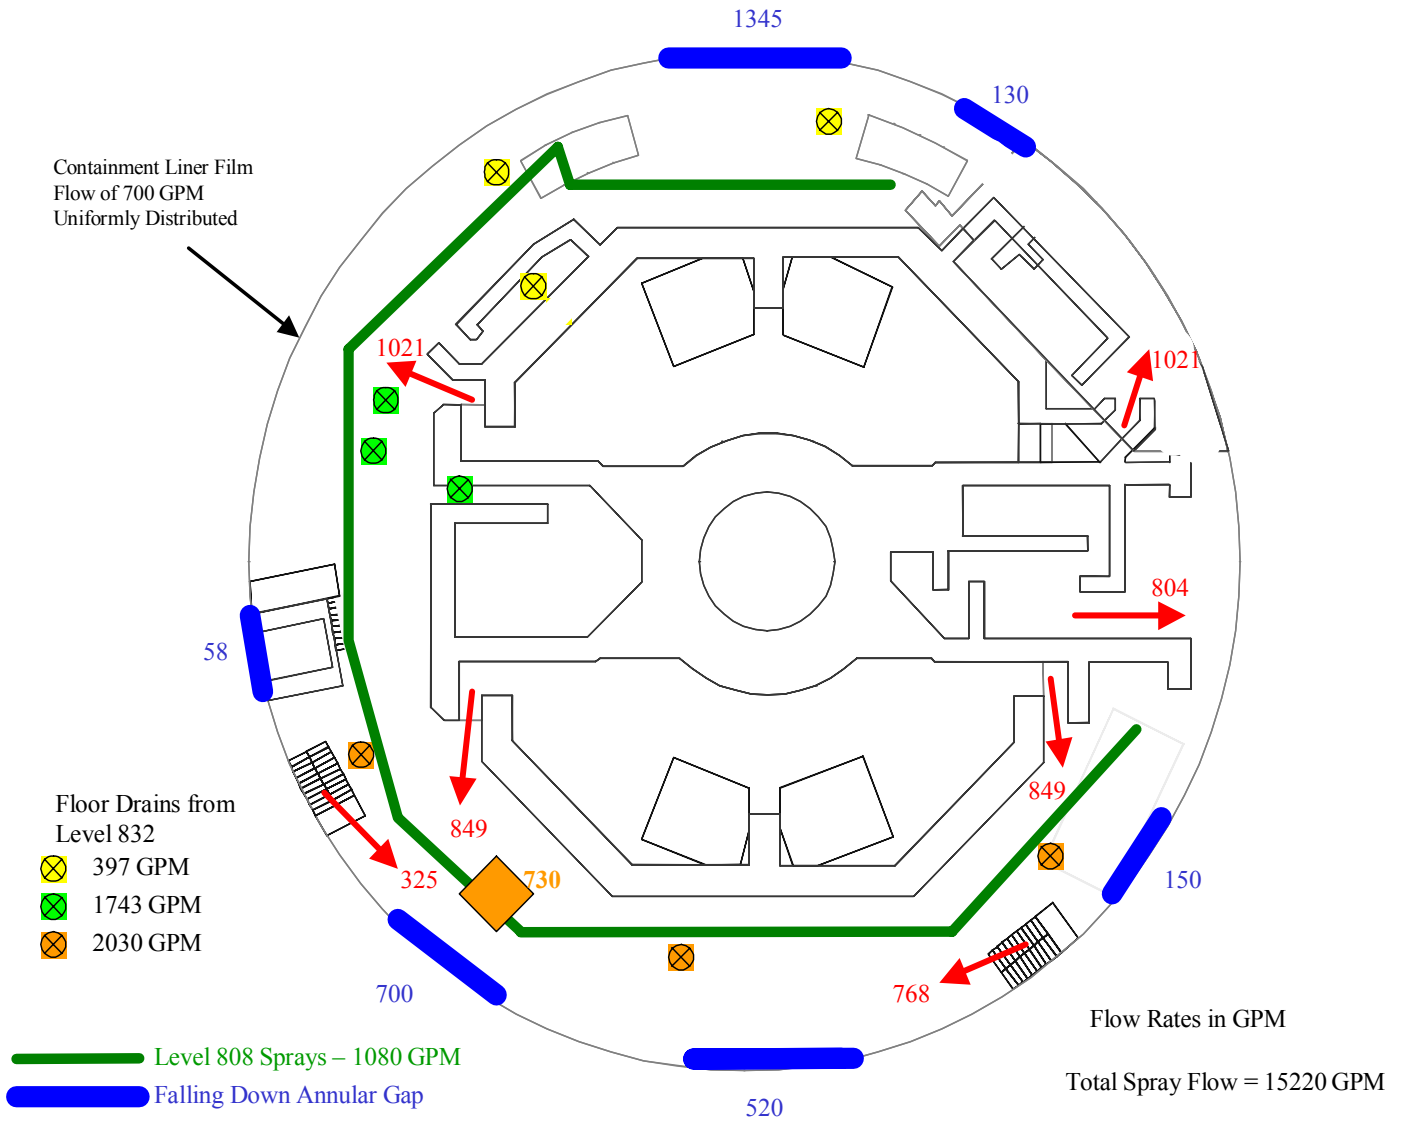 1345
130
Containment Liner Film
Flow of 700 GPM
Uniformly Distributed
1021
1021
804
58
849
849
Floor Drains from
Level 832
397 GPM
1743 GPM
2030 GPM
325
730
150
700
768
Flow Rates in GPM
Level 808 Sprays – 1080 GPM
Total Spray Flow = 15220 GPM
Falling Down Annular Gap
520